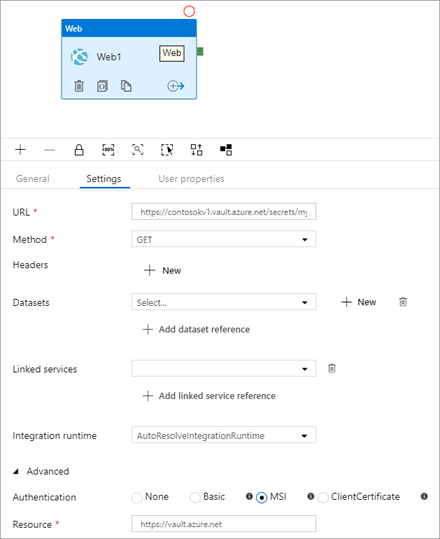 Web
Web1
Web
100%
General Settings User properties
URL * https://contosokv1.vault.azure.net/secrets/my
Method * GET
Headers + New
Datasets Select... + New
+ Add dataset reference
Linked services
+ Add linked service reference
Integration runtime AutoResolveIntegrationRuntime
Advanced
Authentication None Basic MSI ClientCertificate
Resource * https://vault.azure.net